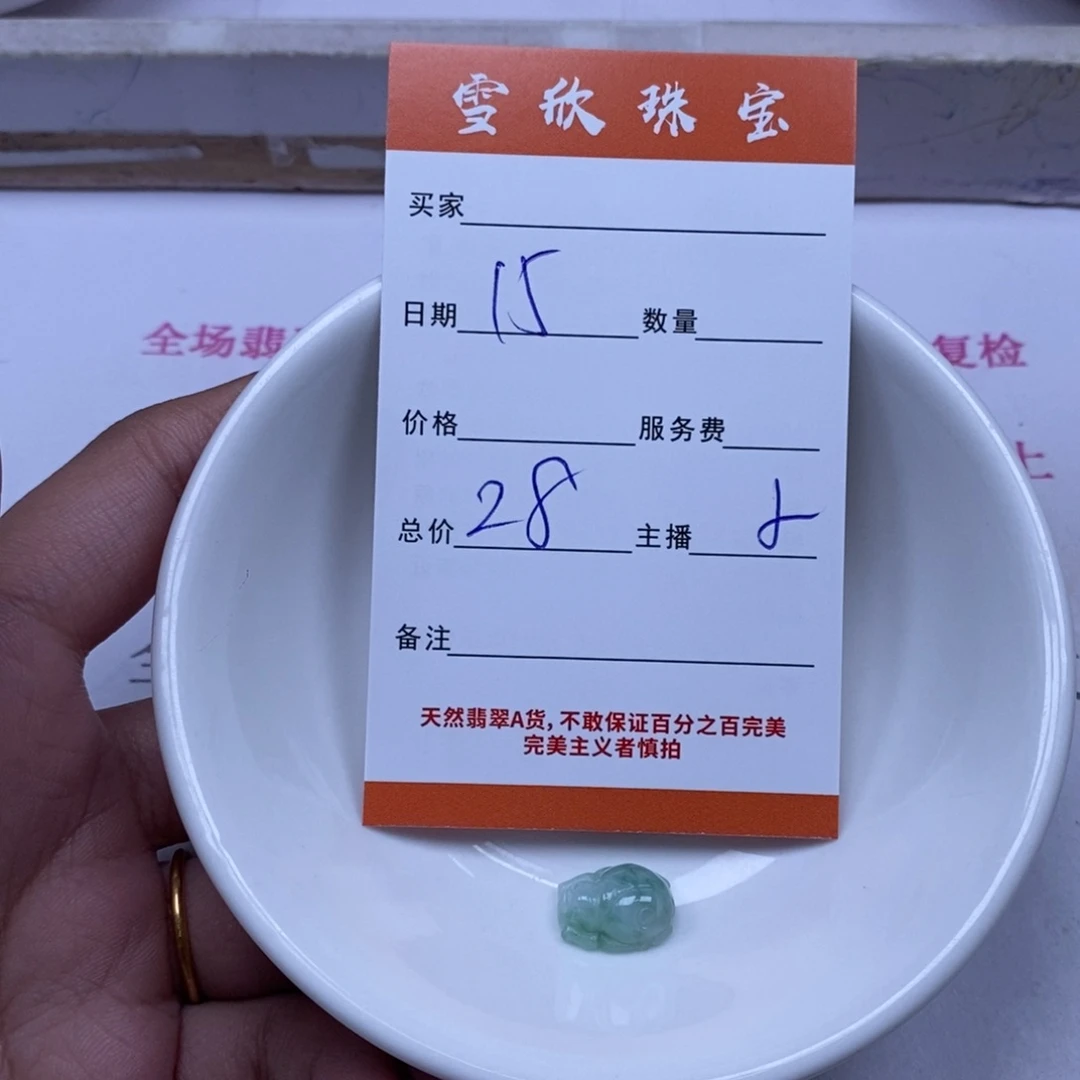 雪欣珠宝
买家
日期 15 数量
价格 服务费
总价 28 主播
备注
天然翡翠A货,不敢保证百分之百完美
完美主义者慎拍
全场翡
复检
上